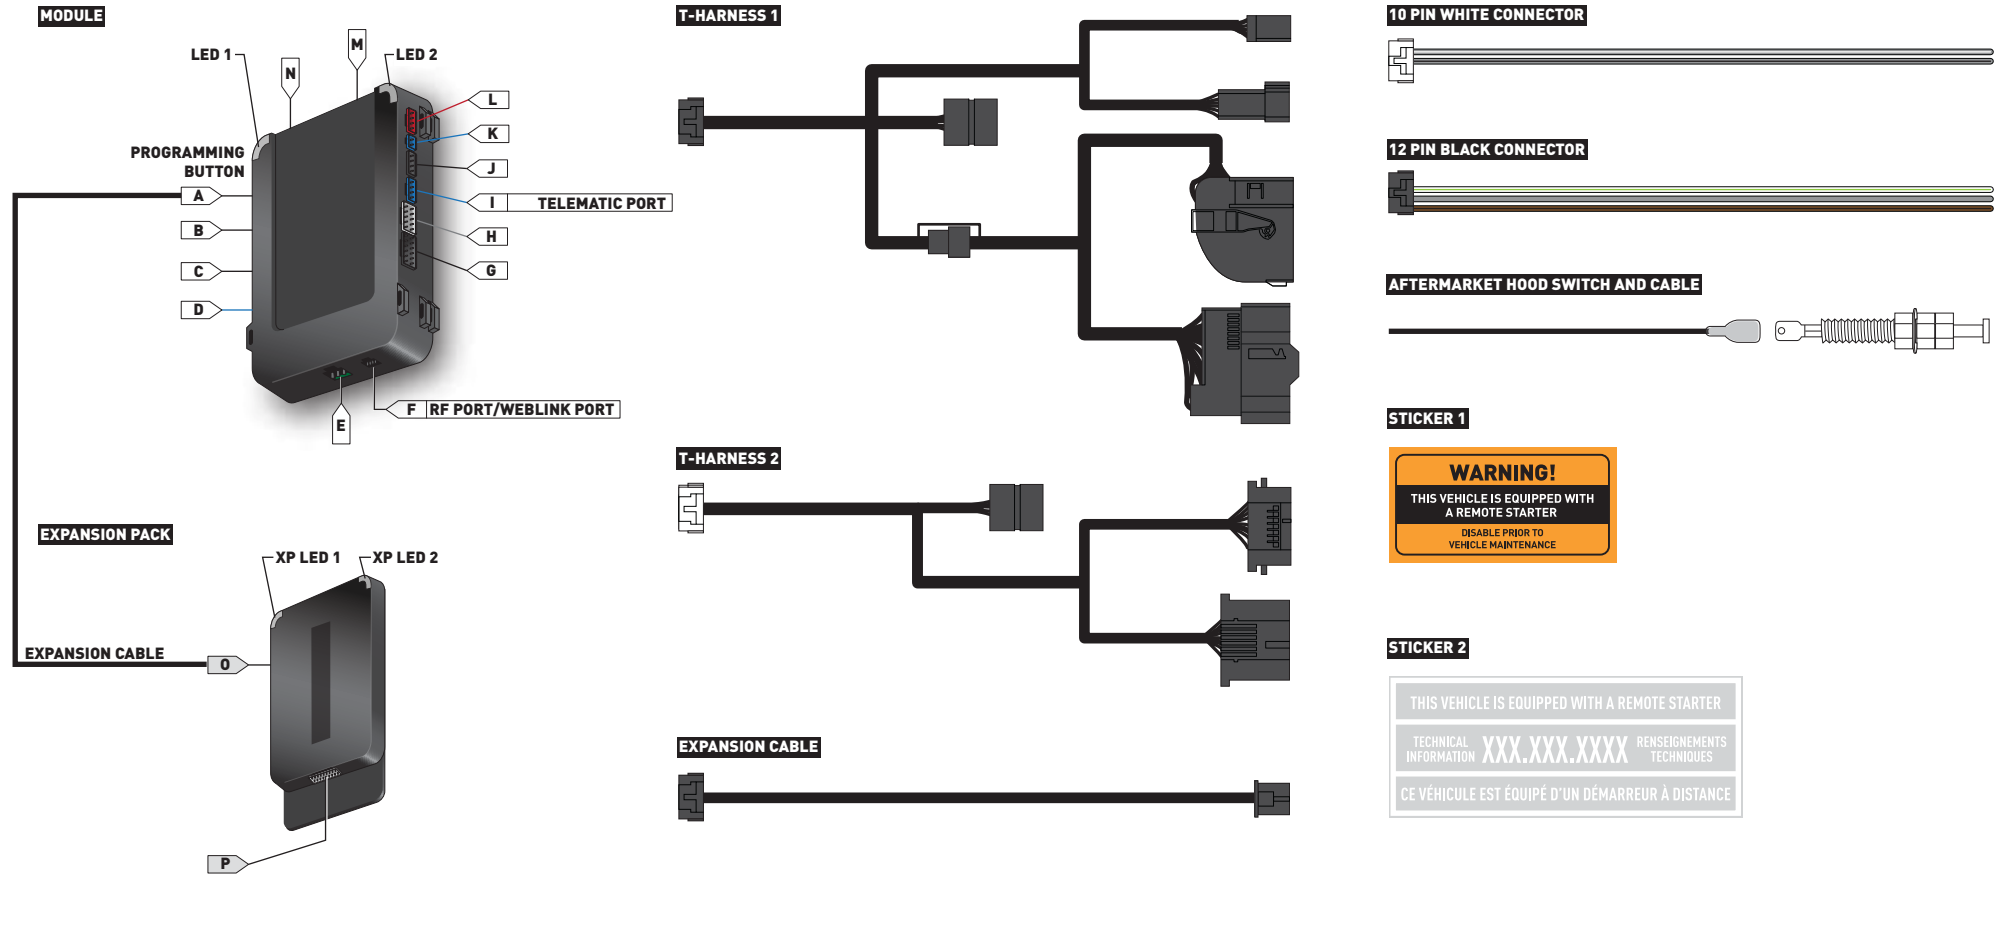 MODULE
LED 1
N
M
LED 2
L
K
J
I TELEMATIC PORT
H
G
PROGRAMMING
BUTTON
A
B
C
D
E
F RF PORT/WEBLINK PORT
EXPANSION PACK
XP LED 1
XP LED 2
EXPANSION CABLE
O
P
T-HARNESS 1
T-HARNESS 2
EXPANSION CABLE
10 PIN WHITE CONNECTOR
12 PIN BLACK CONNECTOR
AFTERMARKET HOOD SWITCH AND CABLE
STICKER 1
WARNING!
THIS VEHICLE IS EQUIPPED WITH
A REMOTE STARTER
DISABLE PRIOR TO
VEHICLE MAINTENANCE
STICKER 2
THIS VEHICLE IS EQUIPPED WITH A REMOTE STARTER
TECHNICAL
INFORMATION
XXX.XXX.XXXX
RENSEIGNEMENTS
TECHNIQUES
CE VÉHICULE EST ÉQUIPÉ D'UN DÉMARREUR À DISTANCE